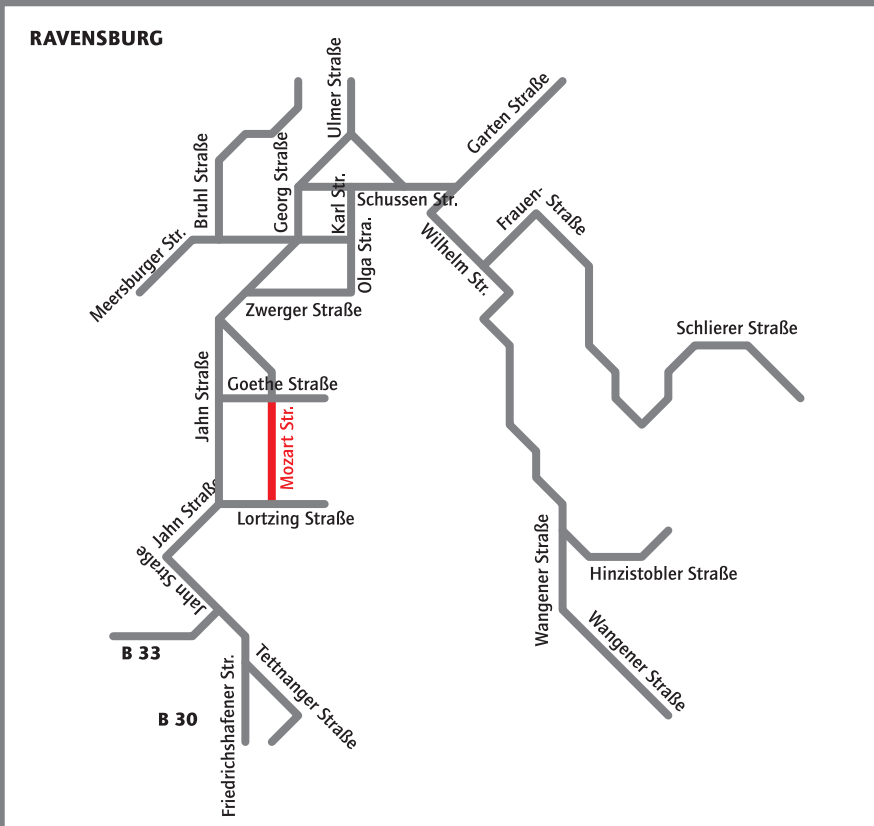 RAVENSBURG
Ulmer Straße
Garten Straße
Bruhl Straße
Georg Straße
Karl Str.
Schussen Str.
Frauen-
Straße
Meersburger Str.
Olga Stra.
Wilhelm Str.
Zwerger Straße
Schlierer Straße
Jahn Straße
Goethe Straße
Mozart Str.
Jahn Straße
Lortzing Straße
Jahn Straße
Wangener Straße
Hinzistobler Straße
B 33
Wangener Straße
Tettnanger Straße
B 30
Friedrichshafener Str.